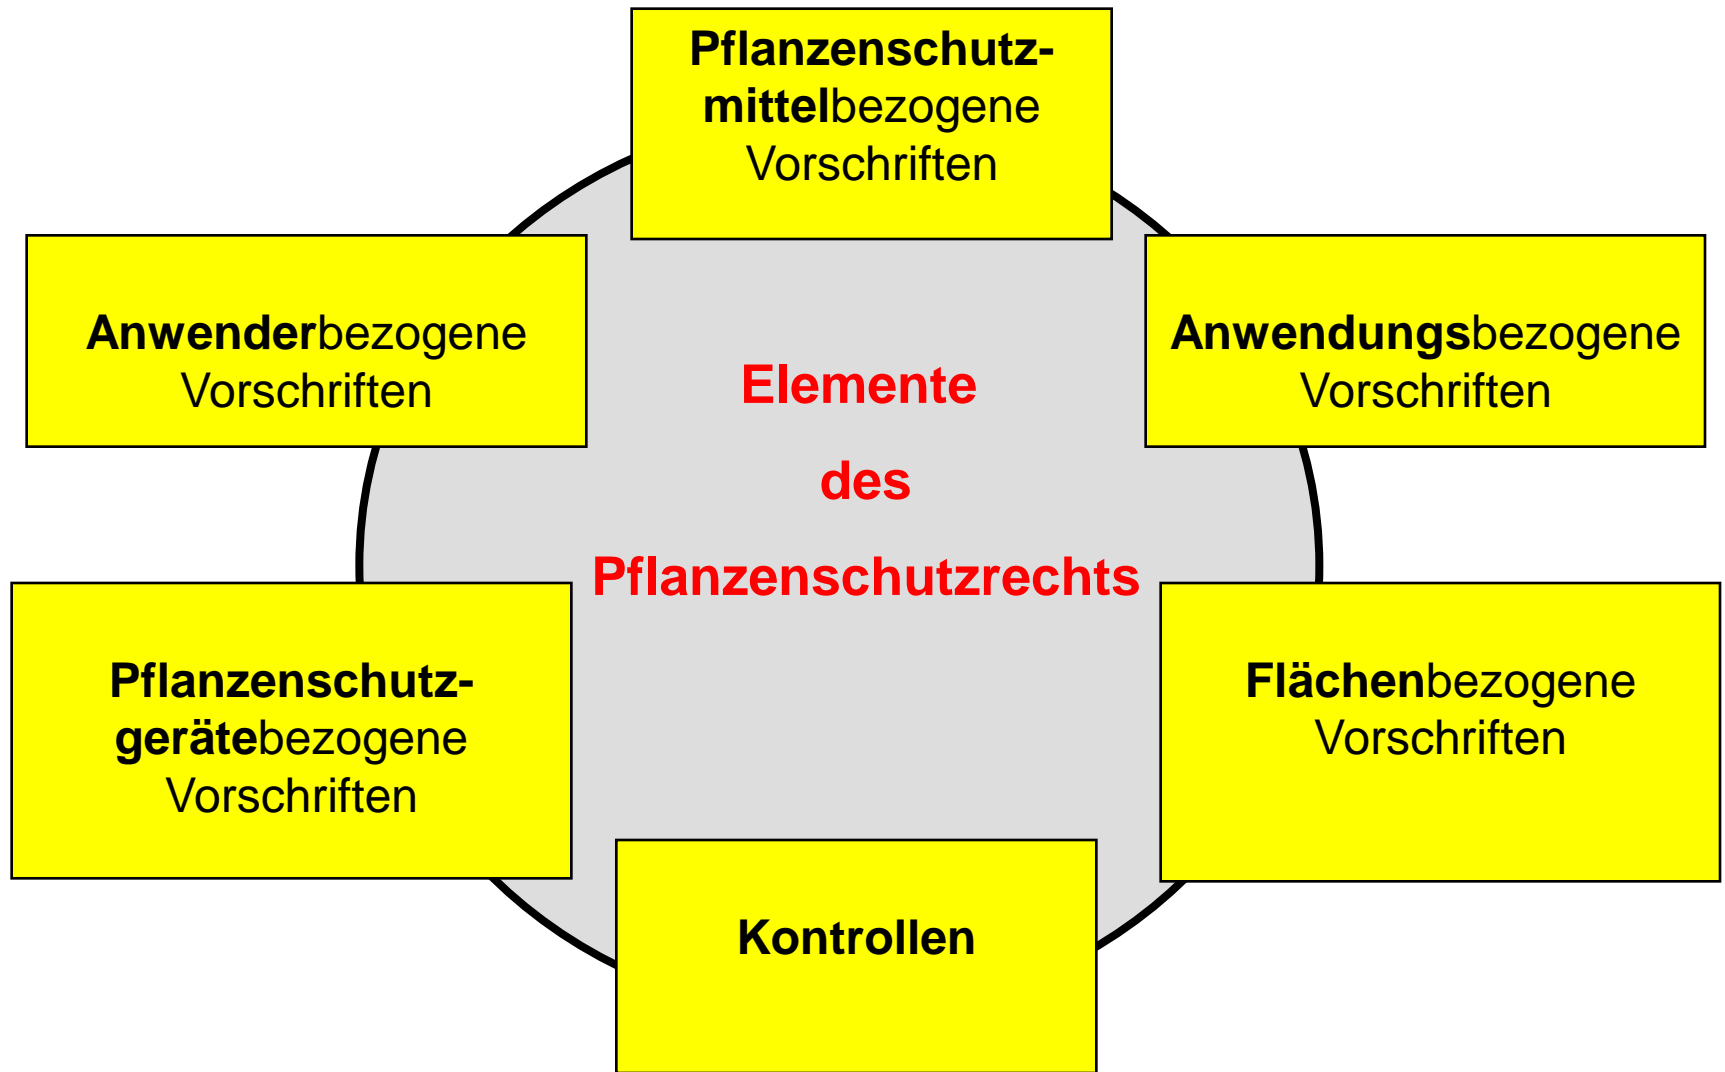 Pflanzenschutz-
mittelbezogene
Vorschriften
Anwenderbezogene
Vorschriften
Anwendungsbezogene
Vorschriften
Elemente
des
Pflanzenschutzrechts
Pflanzenschutz-
gerätebezogene
Vorschriften
Flächenbezogene
Vorschriften
Kontrollen